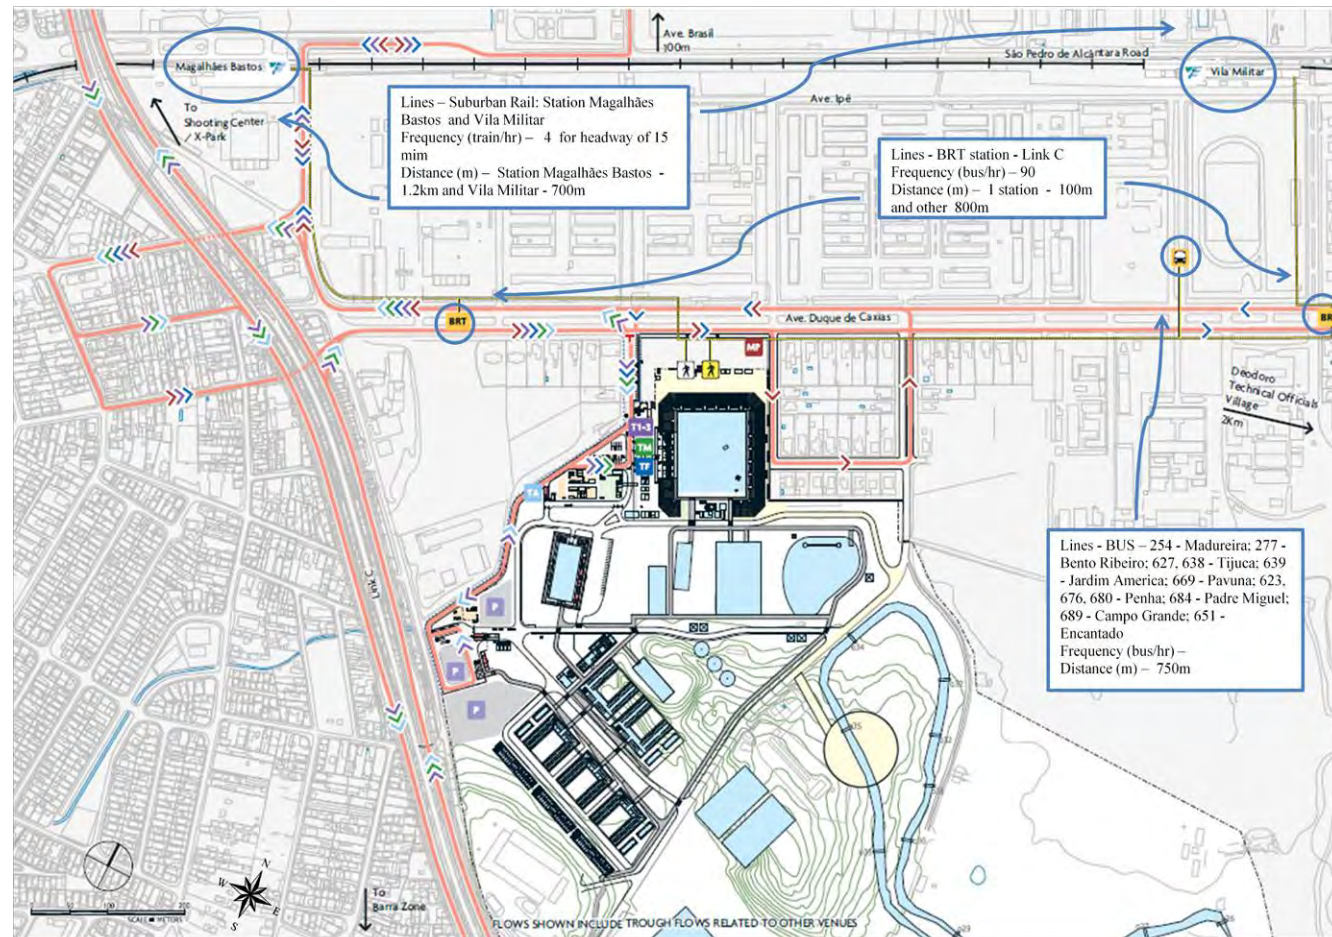 Ave. Brasil
100m
São Pedro de Alcântara Road
Magalhães Bastos
Vila Militar
To
Shooting Center
/ X-Park
Ave. Ipê
Lines – Suburban Rail: Station Magalhães
Bastos and Vila Militar
Frequency (train/hr) – 4 for headway of 15
mim
Distance (m) – Station Magalhães Bastos -
1.2km and Vila Militar - 700m
Lines - BRT station - Link C
Frequency (bus/hr) – 90
Distance (m) – 1 station - 100m
and other 800m
BRT
Ave. Duque de Caxias
BR
T
MP
Deodoro
Technical Officials
Village
2Km
T1-3
TM
TF
TA
Lines - BUS – 254 - Madureira; 277 -
Bento Ribeiro; 627, 638 - Tijuca; 639
- Jardim America; 669 - Pavuna; 623,
676, 680 - Penha; 684 - Padre Miguel;
689 - Campo Grande; 651 -
Encantado
Frequency (bus/hr) –
Distance (m) – 750m
Link C
P
P
P
N
W
E
S
SCALE METERS
To
Barra Zone
FLOWS SHOWN INCLUDE TROUGH FLOWS RELATED TO OTHER VENUES